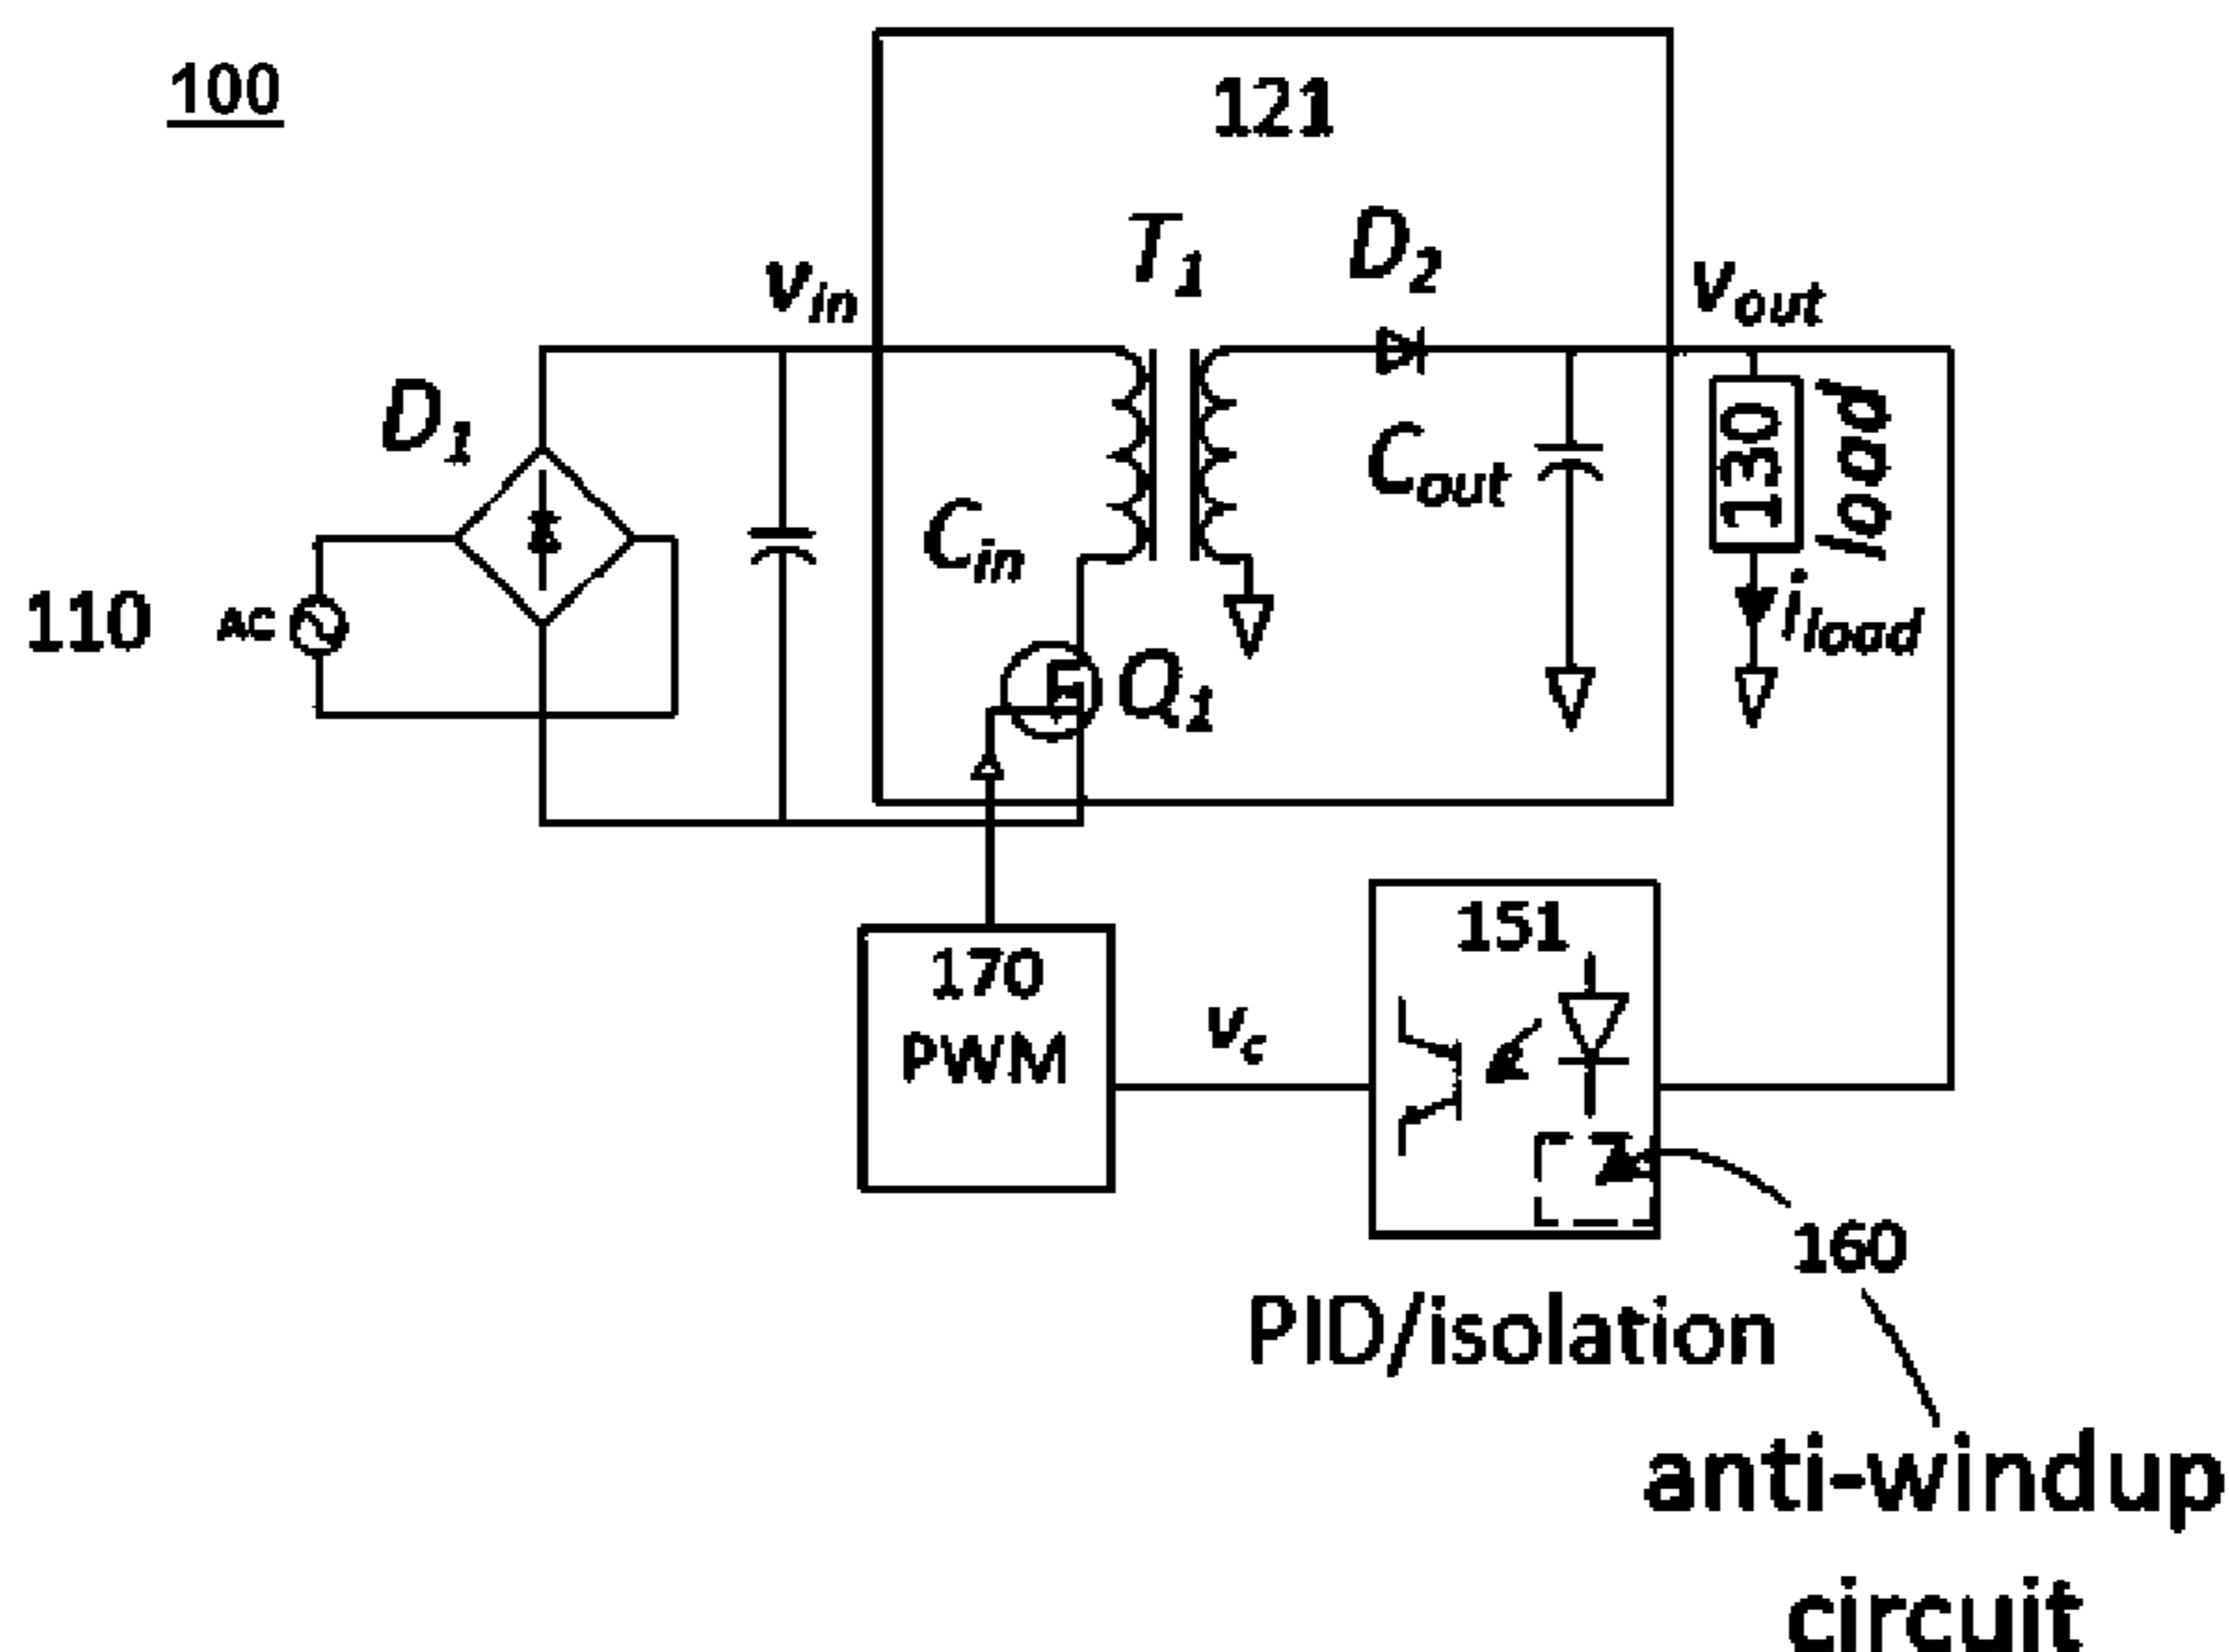 100
121
T1
D2
vin
vout
D1
Cout
130
load
Cin
110
AC
iload
Q1
151
170
PWM
vc
160
PID/isolation
anti-windup
circuit